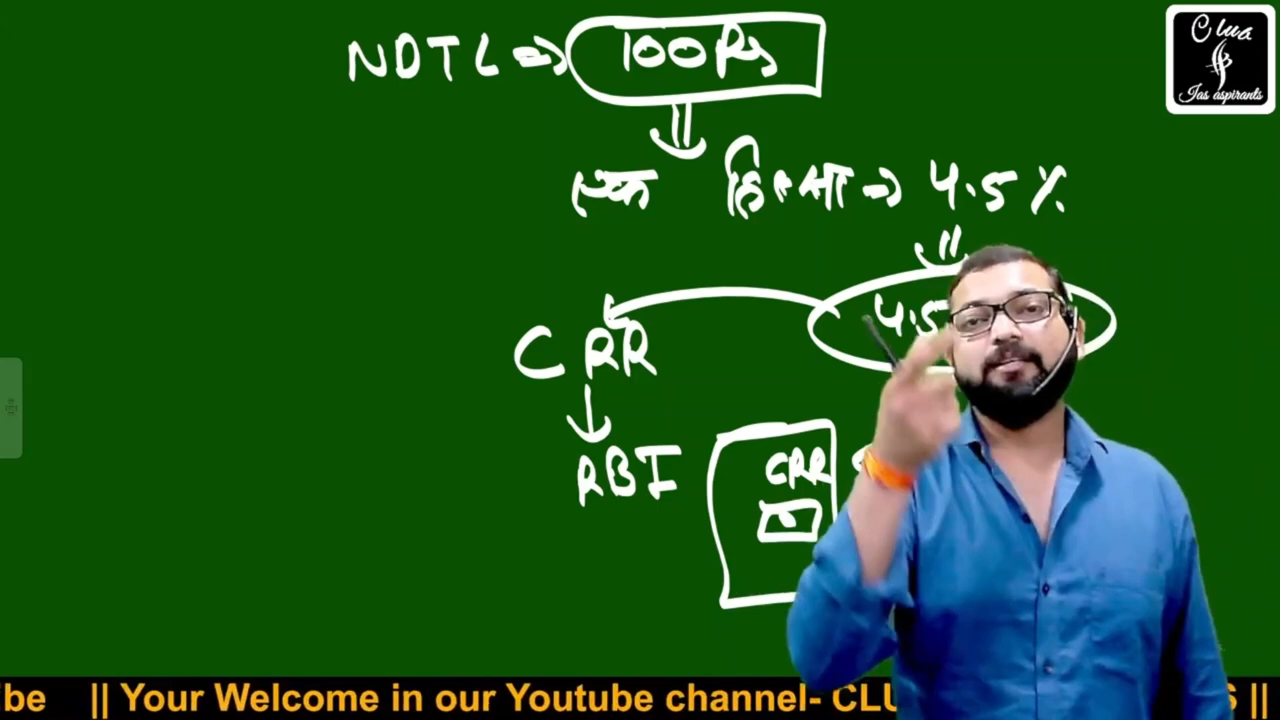 NDTL ⇒ 100 Rs
एक हिस्सा ⇒ 4.5 %
4.5
CRR
RBI
CRR
Clue
Ias aspirants
be || Your Welcome in our Youtube channel- CLU S ||